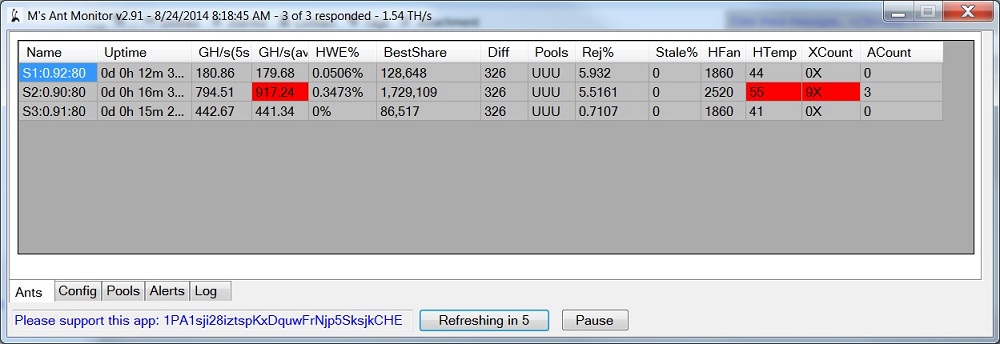 M's Ant Monitor v2.91 - 8/24/2014 8:18:45 AM - 3 of 3 responded - 1.54 TH/s
Name Uptime GH/s(5s GH/s(av HWE% BestShare Diff Pools Rej% Stale% HFan HTemp XCount ACount
S1:0.92:80 0d 0h 12m 3... 180.86 179.68 0.0506% 128,648 326 UUU 5.932 0 1860 44 0X 0
S2:0.90:80 0d 0h 16m 3... 794.51 917.24 0.3473% 1,729,109 326 UUU 5.5161 0 2520 55 9X 3
S3:0.91:80 0d 0h 15m 2... 442.67 441.34 0% 86,517 326 UUU 0.7107 0 1860 41 0X 0
Ants Config Pools Alerts Log
Please support this app: 1PA1sji28iztspKxDquwFrNjp5SksjkCHE Refreshing in 5 Pause